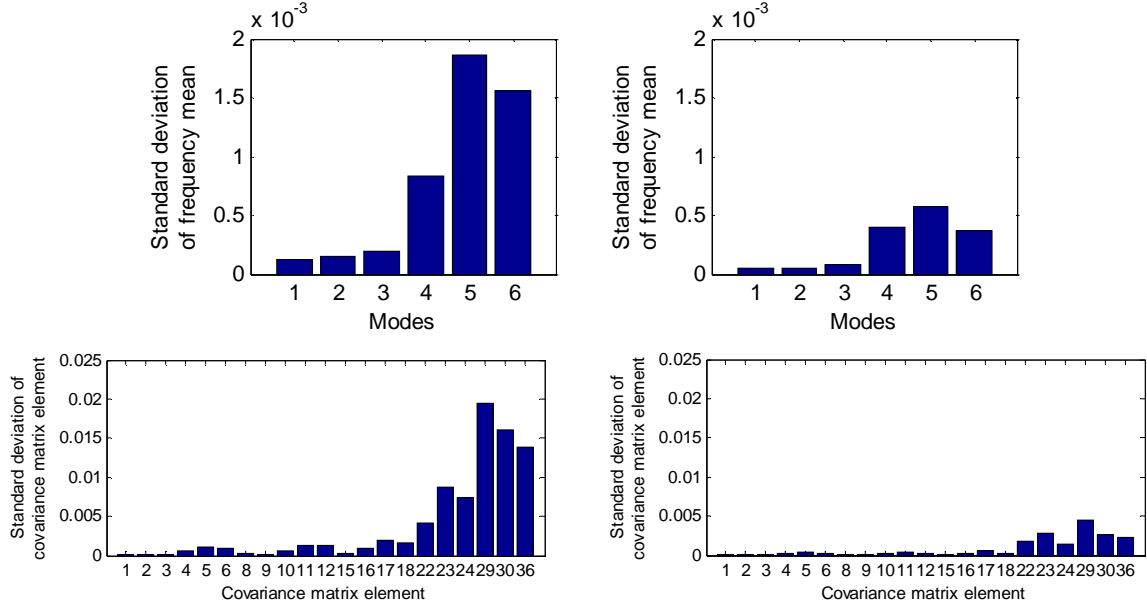 x 10^-3
2
1.5
1
0.5
0
Standard deviation
of frequency mean
1 2 3 4 5 6
Modes
x 10^-3
2
1.5
1
0.5
0
Standard deviation
of frequency mean
1 2 3 4 5 6
Modes
0.025
0.02
0.015
0.01
0.005
0
Standard deviation of
covariance matrix element
1 2 3 4 5 6 8 9 10 11 12 15 16 17 18 22 23 24 29 30 36
Covariance matrix element
0.025
0.02
0.015
0.01
0.005
0
Standard deviation of
covariance matrix element
1 2 3 4 5 6 8 9 10 11 12 15 16 17 18 22 23 24 29 30 36
Covariance matrix element